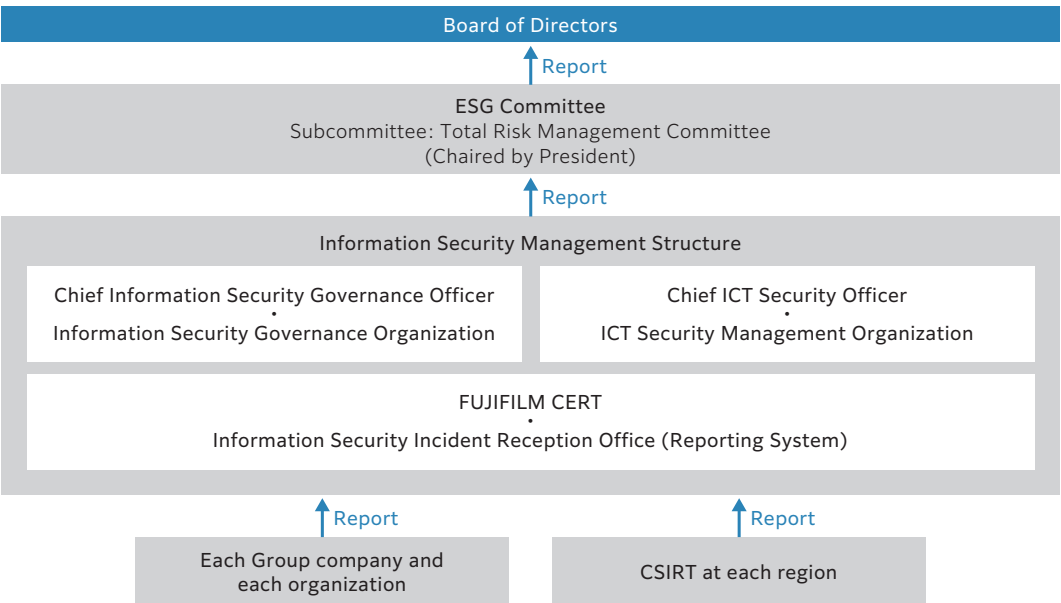 Board of Directors
Report
ESG Committee
Subcommittee: Total Risk Management Committee
(Chaired by President)
Report
Information Security Management Structure
Chief Information Security Governance Officer
•
Information Security Governance Organization
Chief ICT Security Officer
•
ICT Security Management Organization
FUJIFILM CERT
•
Information Security Incident Reception Office (Reporting System)
Report
Report
Each Group company and
each organization
CSIRT at each region